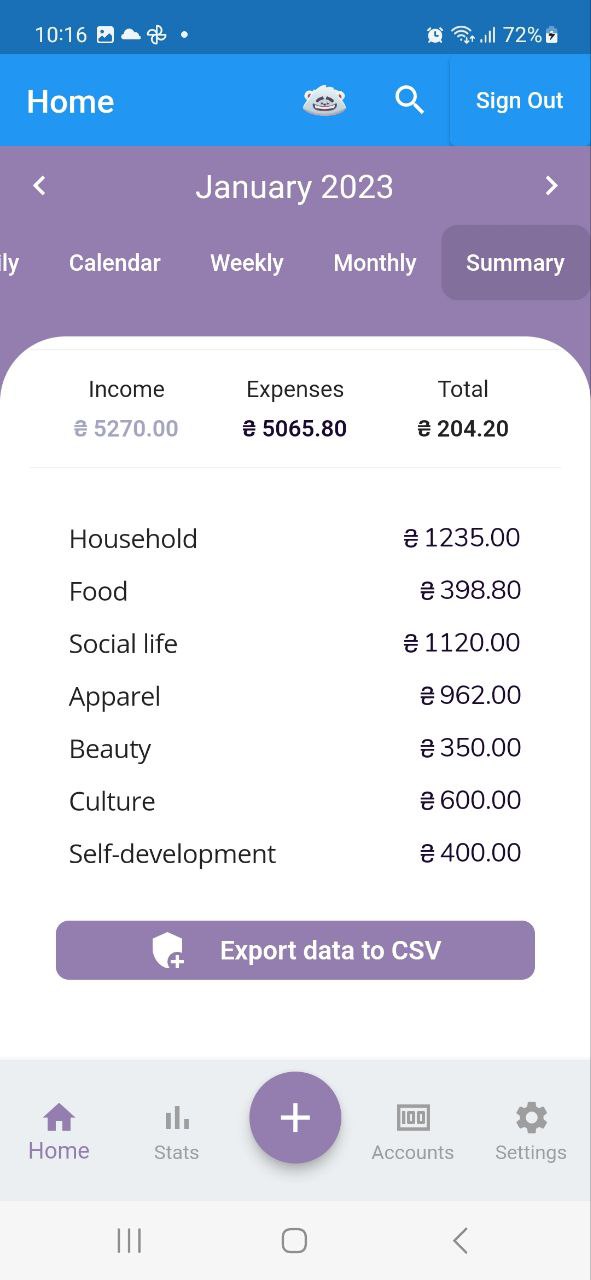 10:16 72%
Home Sign Out
January 2023
ily Calendar Weekly Monthly Summary
Income Expenses Total
₴ 5270.00 ₴ 5065.80 ₴ 204.20
Household ₴ 1235.00
Food ₴ 398.80
Social life ₴ 1120.00
Apparel ₴ 962.00
Beauty ₴ 350.00
Culture ₴ 600.00
Self-development ₴ 400.00
Export data to CSV
Home Stats Accounts Settings